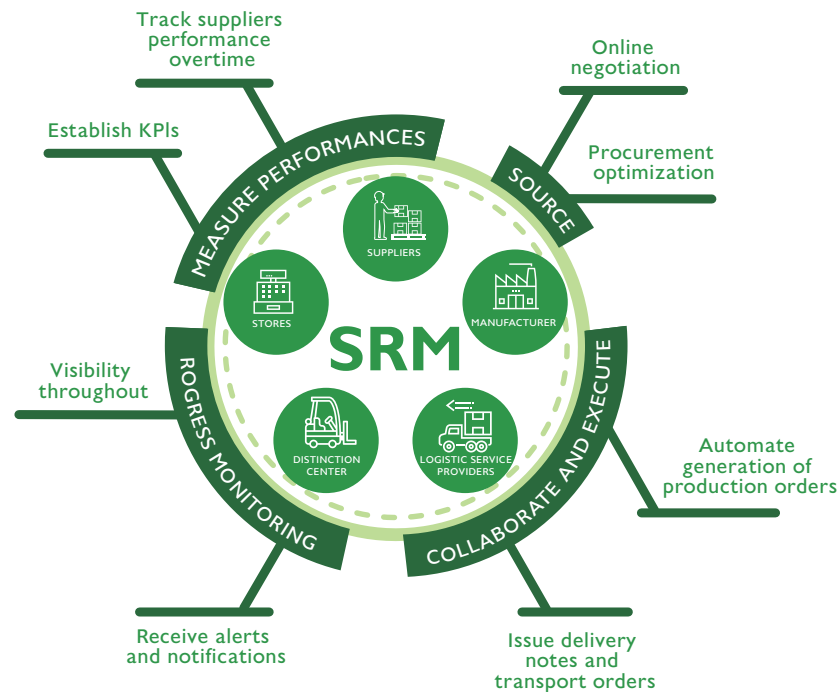 Track suppliers
performance
overtime
Online
negotiation
Establish KPIs
Procurement
optimization
MEASURE PERFORMANCES
SOURCE
SUPPLIERS
STORES
MANUFACTURER
SRM
Visibility
throughout
DISTINCTION
CENTER
LOGISTIC SERVICE
PROVIDERS
ROGRESS MONITORING
COLLABORATE AND EXECUTE
Automate
generation of
production orders
Receive alerts
and notifications
Issue delivery
notes and
transport orders